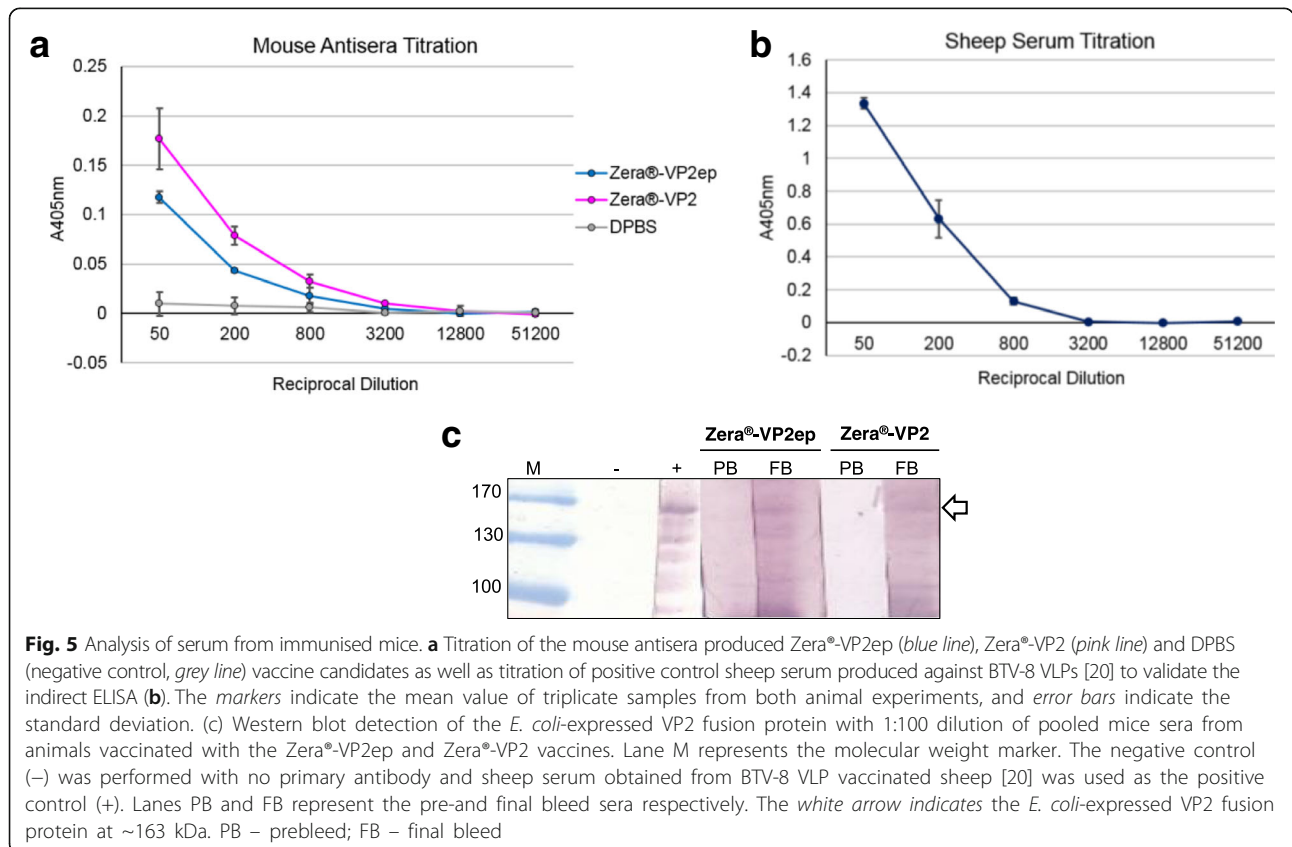 a
Mouse Antisera Titration
0.25
0.2
0.15
0.1
0.05
0
-0.05
A405nm
50 200 800 3200 12800 51200
Reciprocal Dilution
Zera®-VP2ep
Zera®-VP2
DPBS
b
Sheep Serum Titration
1.6
1.4
1.2
1
0.8
0.6
0.4
0.2
0
-0.2
A405nm
50 200 800 3200 12800 51200
Reciprocal Dilution
c
Zera®-VP2ep Zera®-VP2
M - + PB FB PB FB
170
130
100
Fig. 5 Analysis of serum from immunised mice. a Titration of the mouse antisera produced Zera®-VP2ep (blue line), Zera®-VP2 (pink line) and DPBS
(negative control, grey line) vaccine candidates as well as titration of positive control sheep serum produced against BTV-8 VLPs [20] to validate the
indirect ELISA (b). The markers indicate the mean value of triplicate samples from both animal experiments, and error bars indicate the
standard deviation. (c) Western blot detection of the E. coli-expressed VP2 fusion protein with 1:100 dilution of pooled mice sera from
animals vaccinated with the Zera®-VP2ep and Zera®-VP2 vaccines. Lane M represents the molecular weight marker. The negative control
(−) was performed with no primary antibody and sheep serum obtained from BTV-8 VLP vaccinated sheep [20] was used as the positive
control (+). Lanes PB and FB represent the pre-and final bleed sera respectively. The white arrow indicates the E. coli-expressed VP2 fusion
protein at ~163 kDa. PB – prebleed; FB – final bleed